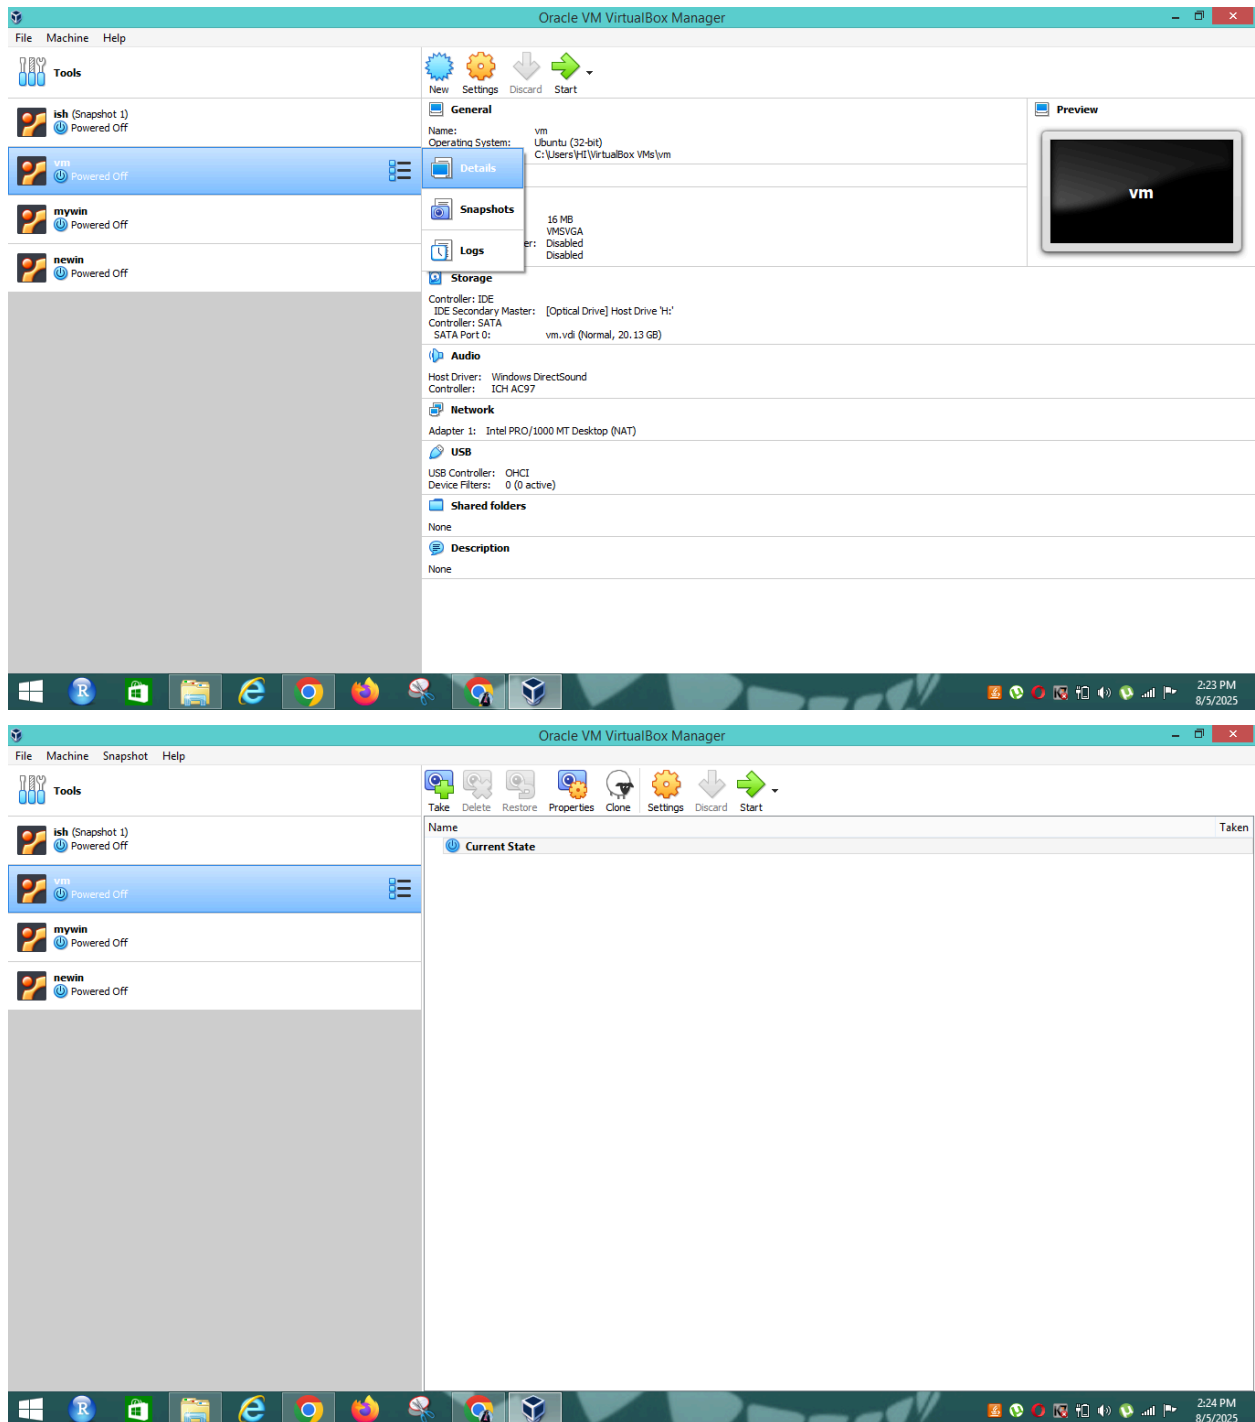 Oracle VM VirtualBox Manager
File Machine Help
Tools
New Settings Discard Start
ish (Snapshot 1)
Powered Off
vm
Powered Off
mywin
Powered Off
newin
Powered Off
Details
Snapshots
Logs
General
Name: vm
Operating System: Ubuntu (32-bit)
C:\Users\HI\VirtualBox VMs\vm
16 MB
VMSVGA
er: Disabled
Disabled
Preview
vm
Storage
Controller: IDE
IDE Secondary Master: [Optical Drive] Host Drive 'H:'
Controller: SATA
SATA Port 0: vm.vdi (Normal, 20.13 GB)
Audio
Host Driver: Windows DirectSound
Controller: ICH AC97
Network
Adapter 1: Intel PRO/1000 MT Desktop (NAT)
USB
USB Controller: OHCI
Device Filters: 0 (0 active)
Shared folders
None
Description
None
2:23 PM
8/5/2025
Oracle VM VirtualBox Manager
File Machine Snapshot Help
Tools
Take Delete Restore Properties Clone Settings Discard Start
ish (Snapshot 1)
Powered Off
vm
Powered Off
mywin
Powered Off
newin
Powered Off
Name Taken
Current State
2:24 PM
8/5/2025